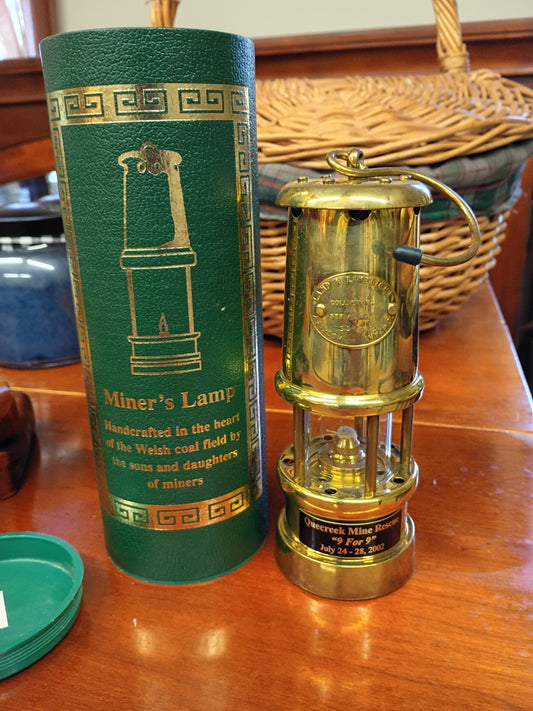 Miner's Lamp
Handcrafted in the heart
of the Welsh coal field by
the sons and daughters
of miners
Quecreek Mine Rescue
"9 For 9"
July 24 - 28, 2002